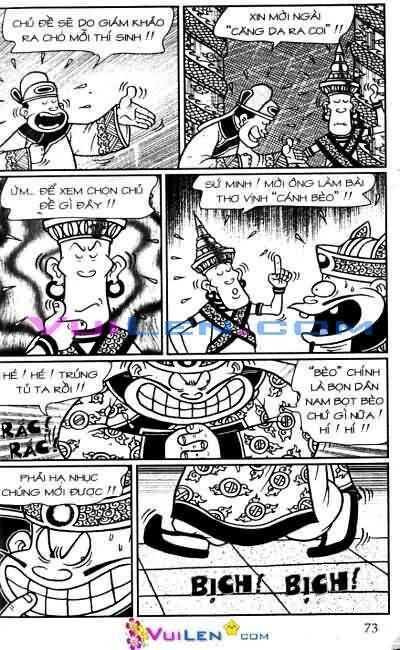 CHỦ ĐỀ SẼ DO GIÁM KHẢO
RA CHO MỖI THÍ SINH !!
XIN MỜI NGÀI
"CĂNG DA RA COI" !!
ỪM... ĐỂ XEM CHỌN CHỦ
ĐỀ GÌ ĐÂY !!
SỨ MINH ! MỜI ÔNG LÀM BÀI
THƠ VỊNH "CÁNH BÈO" !!
VUILEN.COM
HÉ ! HÉ ! TRÚNG
TỦ TA RỒI !!
RẮC!
RẮC!
"BÈO" CHÍNH
LÀ BỌN DÂN
NAM BỌT BÈO
CHỨ GÌ NỮA !
HÍ ! HÍ !!
PHẢI HẠ NHỤC
CHÚNG MỚI ĐƯỢC !!
BỊCH! BỊCH!
73
VUILEN.COM